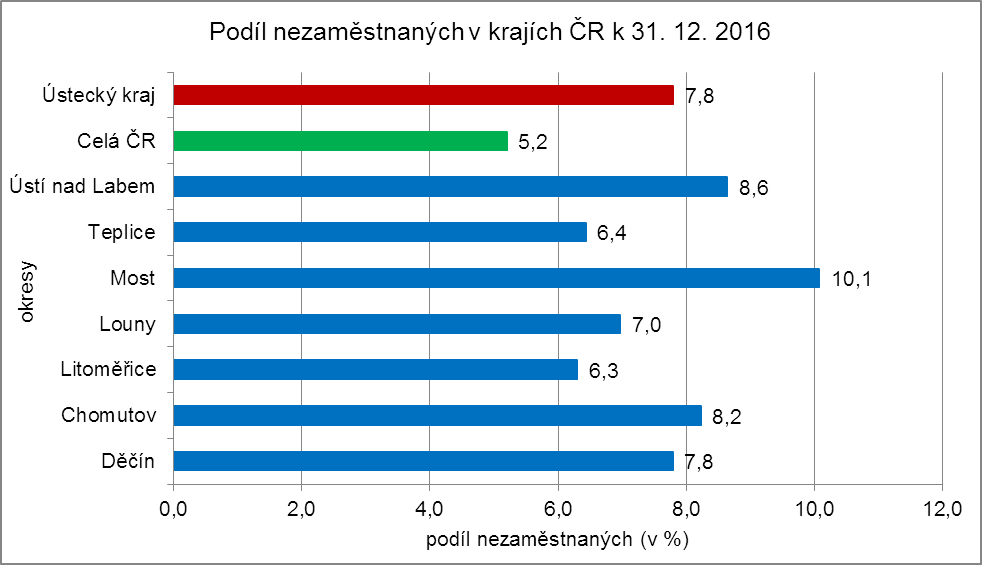 Podíl nezaměstnaných v krajích ČR k 31. 12. 2016
Ústecký kraj 7,8
Celá ČR 5,2
Ústí nad Labem 8,6
Teplice 6,4
Most 10,1
Louny 7,0
Litoměřice 6,3
Chomutov 8,2
Děčín 7,8
okresy
0,0 2,0 4,0 6,0 8,0 10,0 12,0
podíl nezaměstnaných (v %)